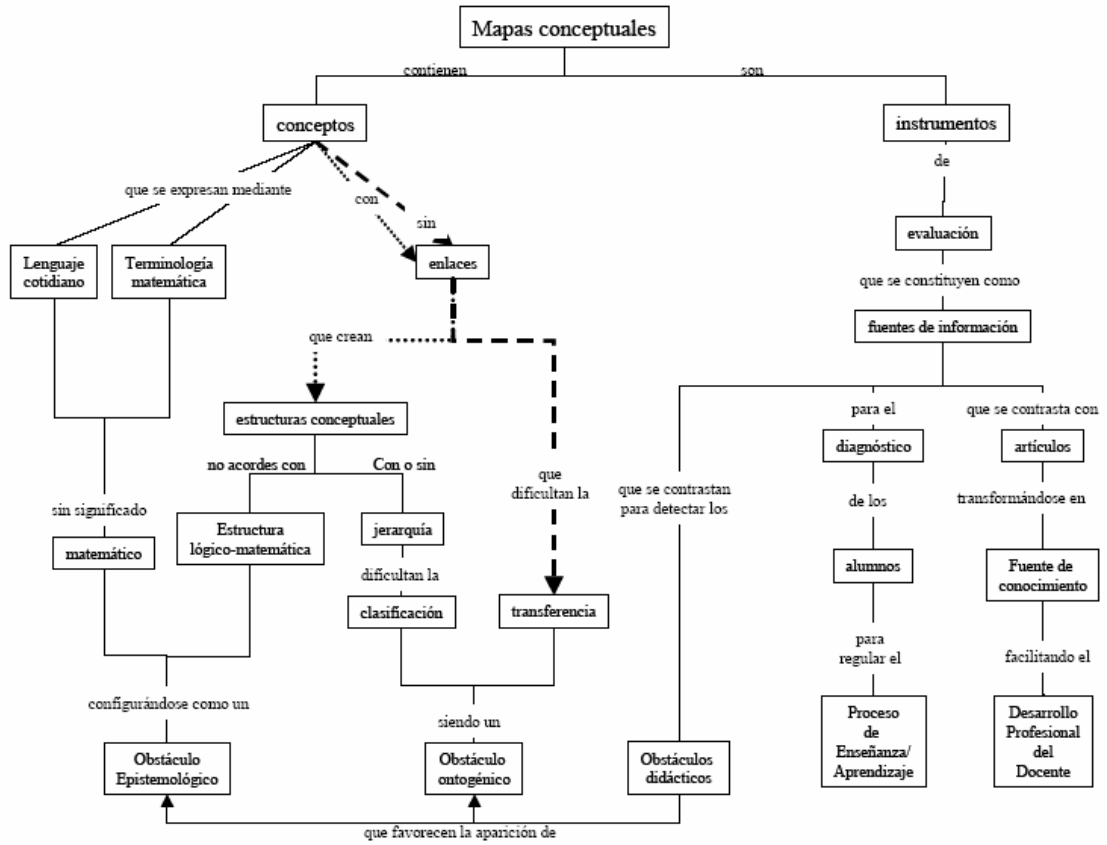 Mapas conceptuales
contienen
son
conceptos
instrumentos
que se expresan mediante
con
sin
de
Lenguaje
cotidiano
Terminología
matemática
enlaces
evaluación
que se constituyen como
fuentes de información
que crean
estructuras conceptuales
no acordes con
Con o sin
para el
que se contrasta con
diagnóstico
artículos
que
dificultan la
que se contrastan
para detectar los
de los
transformándose en
sin significado
matemático
Estructura
lógico-matemática
jerarquía
dificultan la
clasificación
transferencia
alumnos
Fuente de
conocimiento
para
regular el
facilitando el
configurándose como un
siendo un
Obstáculo
Epistemológico
Obstáculo
ontogénico
Obstáculos
didácticos
Proceso
de
Enseñanza/
Aprendizaje
Desarrollo
Profesional
del
Docente
que favorecen la aparición de